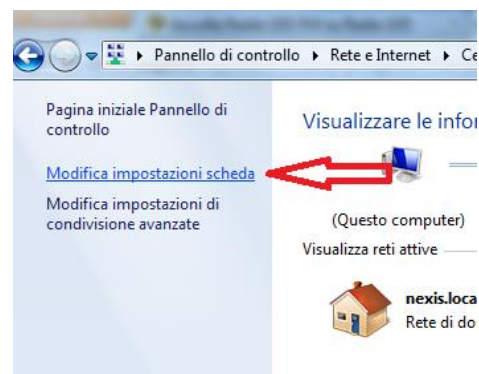 Pannello di controllo ▸ Rete e Internet ▸ Ce
Pagina iniziale Pannello di
controllo
Modifica impostazioni scheda
Modifica impostazioni di
condivisione avanzate
Visualizzare le infor
(Questo computer)
Visualizza reti attive
nexis.loca
Rete di do